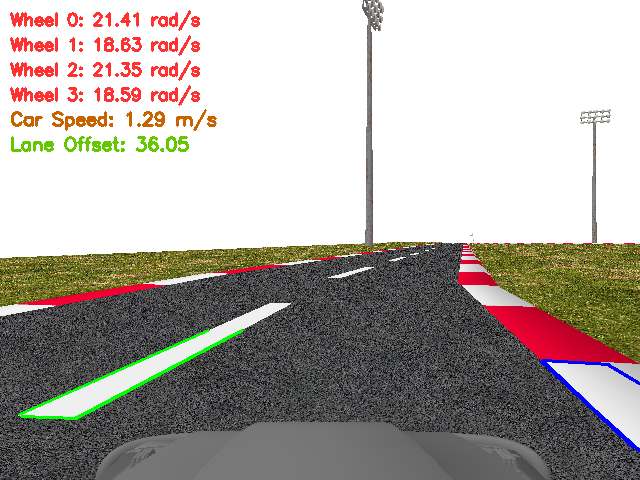 Wheel 0: 21.41 rad/s
Wheel 1: 18.63 rad/s
Wheel 2: 21.35 rad/s
Wheel 3: 18.59 rad/s
Car Speed: 1.29 m/s
Lane Offset: 36.05